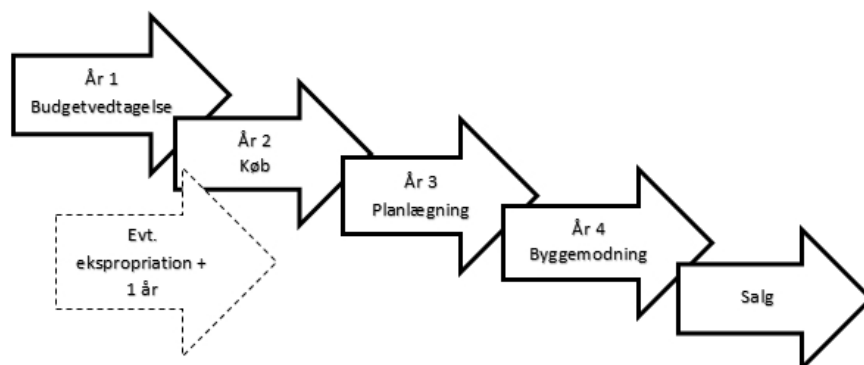 År 1
Budgetvedtagelse
År 2
Køb
År 3
Planlægning
År 4
Byggemodning
Salg
Evt.
ekspropriation +
1 år